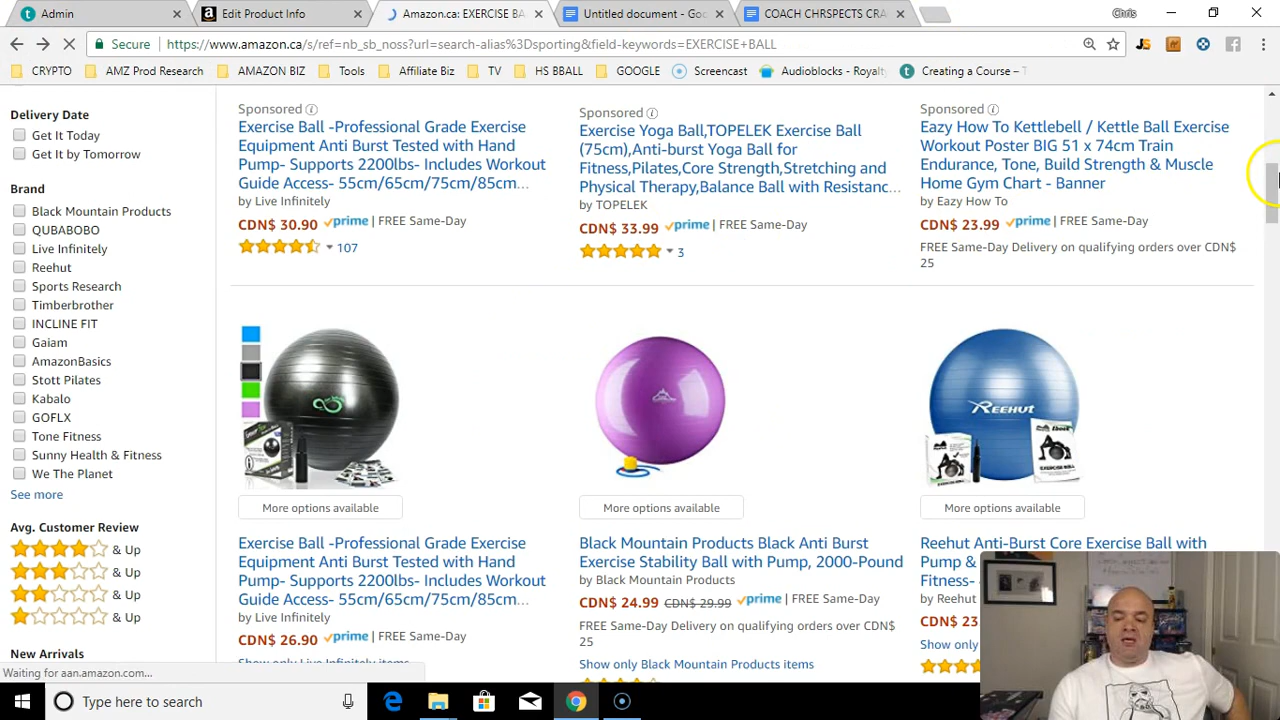 Admin
Edit Product Info
Amazon.ca: EXERCISE BA
Untitled document - Goo
COACH CHRSPECTS CRA
Chris
Secure
https://www.amazon.ca/s/ref=nb_sb_noss?url=search-alias%3Dsporting&field-keywords=EXERCISE+BALL
CRYPTO
AMZ Prod Research
AMAZON BIZ
Tools
Affiliate Biz
TV
HS BBALL
GOOGLE
Screencast
Audioblocks - Royalty
Creating a Course – T
Delivery Date
Get It Today
Get It by Tomorrow
Brand
Black Mountain Products
QUBABOBO
Live Infinitely
Reehut
Sports Research
Timberbrother
INCLINE FIT
Gaiam
AmazonBasics
Stott Pilates
Kabalo
GOFLX
Tone Fitness
Sunny Health & Fitness
We The Planet
See more
Avg. Customer Review
& Up
& Up
& Up
& Up
New Arrivals
Sponsored
Exercise Ball -Professional Grade Exercise
Equipment Anti Burst Tested with Hand
Pump- Supports 2200lbs- Includes Workout
Guide Access- 55cm/65cm/75cm/85cm...
by Live Infinitely
CDN$ 30.90 prime | FREE Same-Day
107
Sponsored
Exercise Yoga Ball,TOPELEK Exercise Ball
(75cm),Anti-burst Yoga Ball for
Fitness,Pilates,Core Strength,Stretching and
Physical Therapy,Balance Ball with Resistanc...
by TOPELEK
CDN$ 33.99 prime | FREE Same-Day
3
Sponsored
Eazy How To Kettlebell / Kettle Ball Exercise
Workout Poster BIG 51 x 74cm Train
Endurance, Tone, Build Strength & Muscle
Home Gym Chart - Banner
by Eazy How To
CDN$ 23.99 prime | FREE Same-Day
FREE Same-Day Delivery on qualifying orders over CDN$
25
More options available
Exercise Ball -Professional Grade Exercise
Equipment Anti Burst Tested with Hand
Pump- Supports 2200lbs- Includes Workout
Guide Access- 55cm/65cm/75cm/85cm...
by Live Infinitely
CDN$ 26.90 prime | FREE Same-Day
Show only Live Infinitely items
More options available
Black Mountain Products Black Anti Burst
Exercise Stability Ball with Pump, 2000-Pound
by Black Mountain Products
CDN$ 24.99 CDN$ 29.99 prime | FREE Same-Day
FREE Same-Day Delivery on qualifying orders over CDN$
25
Show only Black Mountain Products items
REEHUT
EXERCISE BALL
More options available
Reehut Anti-Burst Core Exercise Ball with
Pump &
Fitness-
by Reehut
CDN$ 23
Show only
Waiting for aan.amazon.com...
Type here to search